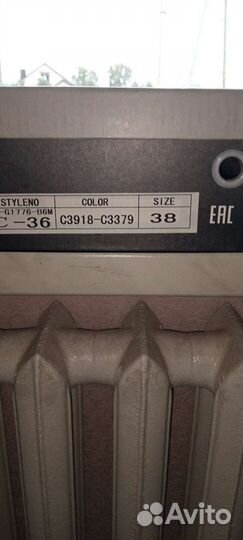 STYLENO COLOR SIZE
-G1776-B6M
C-36 C3918-C3379 38
EAC
Avito